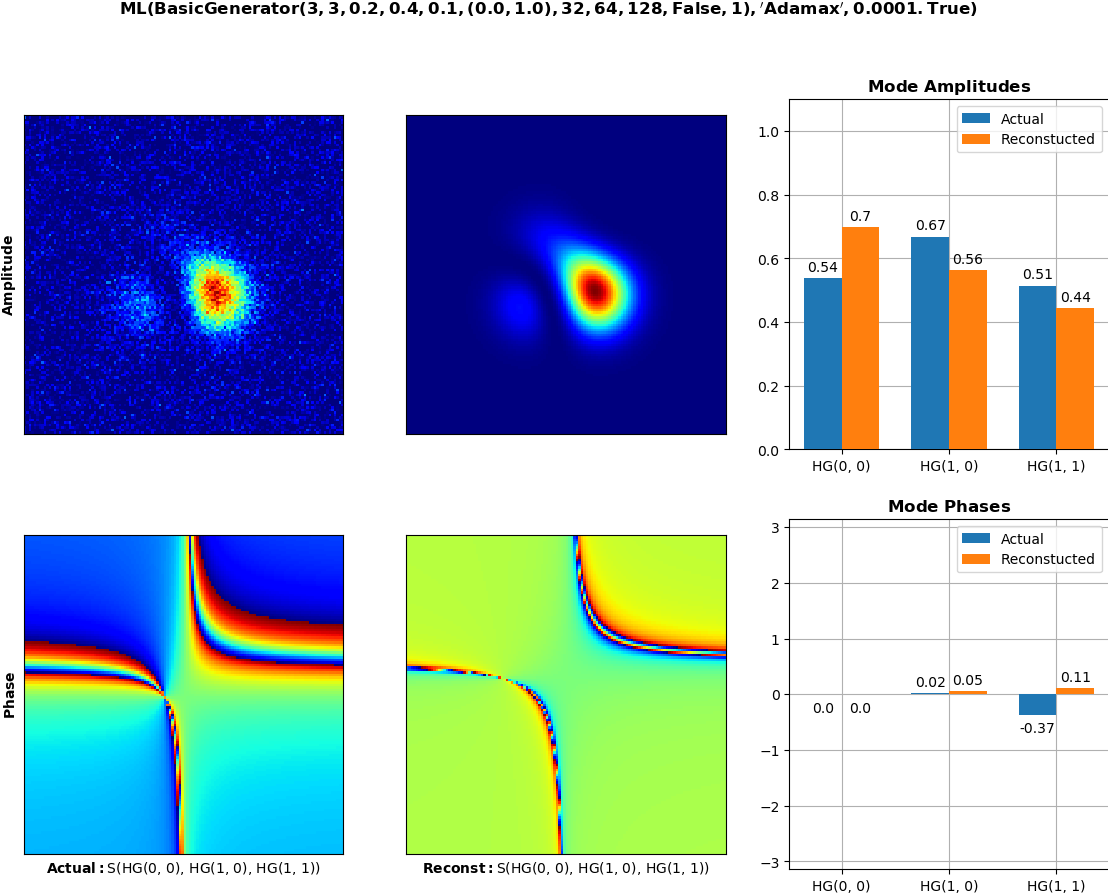 ML(BasicGenerator(3, 3, 0.2, 0.4, 0.1, (0.0, 1.0), 32, 64, 128, False, 1), ′Adamax′, 0.0001. True)
Amplitude
Mode Amplitudes
Actual
Reconstucted
1.0
0.8
0.6
0.4
0.2
0.0
0.54
0.7
0.67
0.56
0.51
0.44
HG(0, 0)
HG(1, 0)
HG(1, 1)
Phase
Actual: S(HG(0, 0), HG(1, 0), HG(1, 1))
Reconst: S(HG(0, 0), HG(1, 0), HG(1, 1))
Mode Phases
Actual
Reconstucted
3
2
1
0
−1
−2
−3
0.0
0.0
0.02
0.05
-0.37
0.11
HG(0, 0)
HG(1, 0)
HG(1, 1)